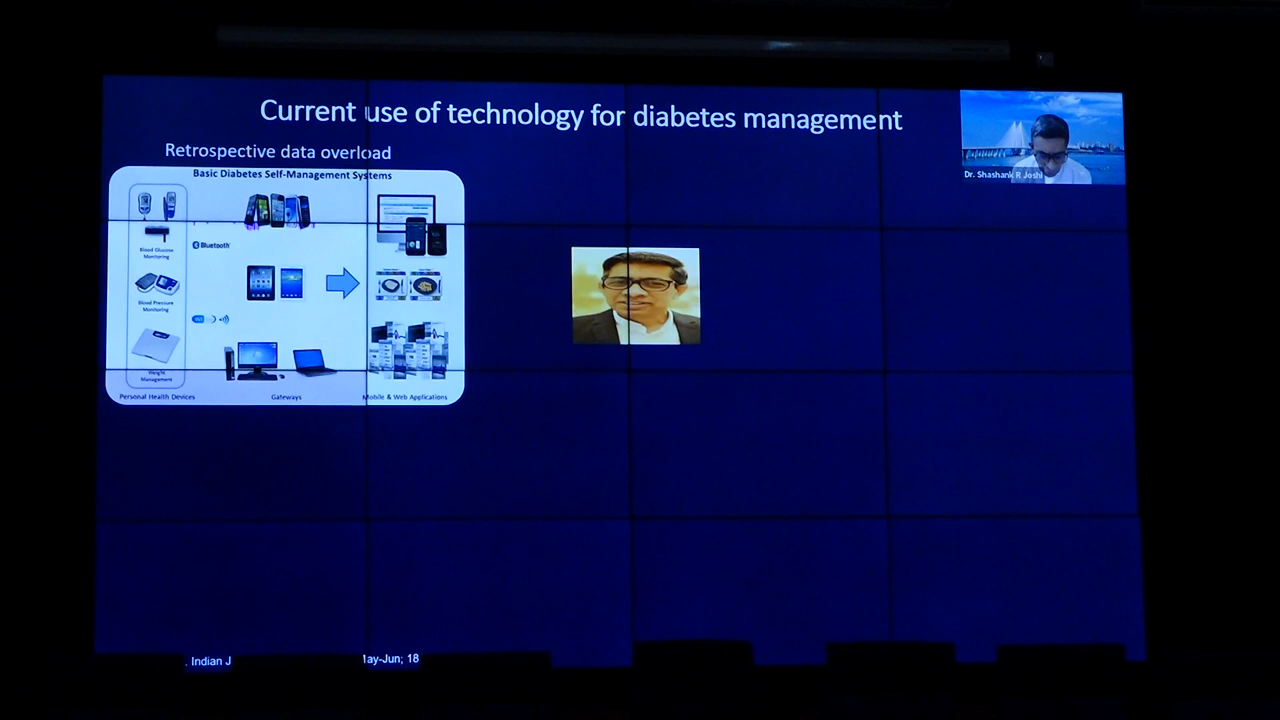 Current use of technology for diabetes management
Dr. Shashank R Joshi
Retrospective data overload
Basic Diabetes Self-Management Systems
Blood Glucose
Monitoring
Bluetooth
Blood Pressure
Monitoring
Weight
Management
Personal Health Devices
Gateways
Mobile & Web Applications
. Indian J
May-Jun; 18